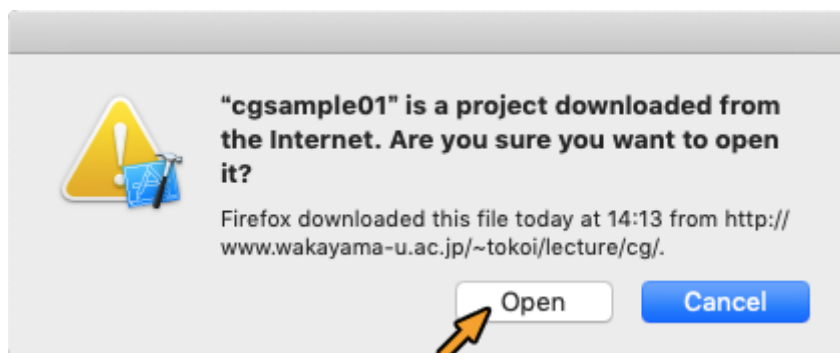 “cgsample01” is a project downloaded from
the Internet. Are you sure you want to open
it?
Firefox downloaded this file today at 14:13 from http://
www.wakayama-u.ac.jp/~tokoi/lecture/cg/.
Open
Cancel